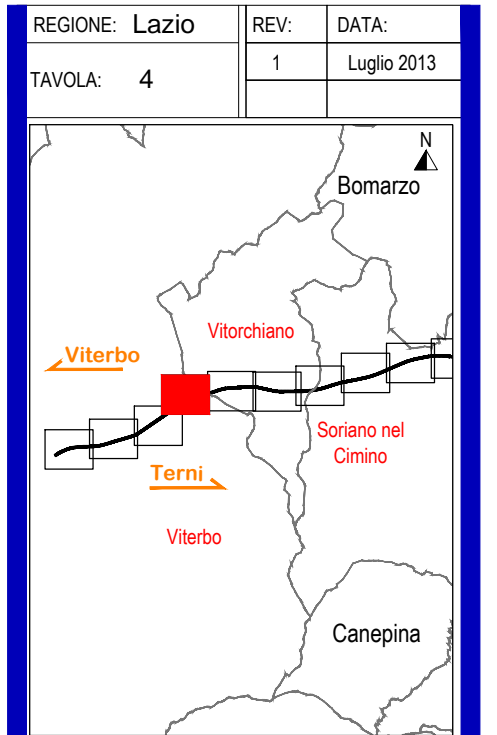 REGIONE: Lazio
REV:
DATA:
TAVOLA: 4
1
Luglio 2013
N
Bomarzo
Vitorchiano
Viterbo
Soriano nel
Cimino
Terni
Viterbo
Canepina